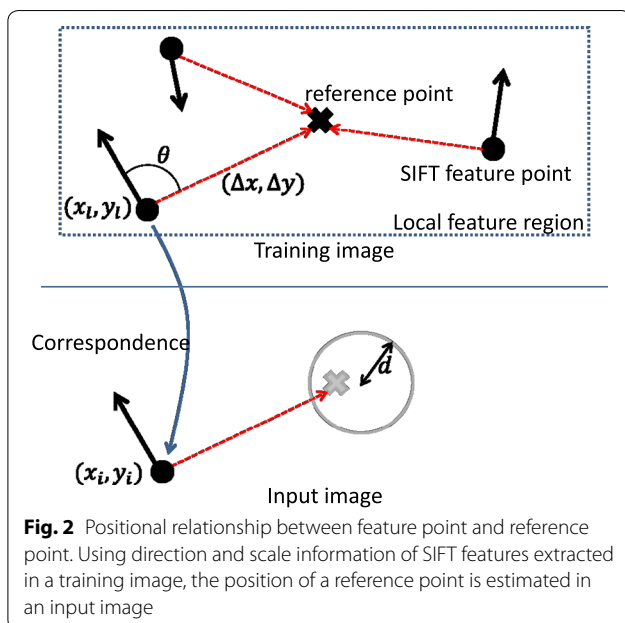 reference point
θ
SIFT feature point
(Δx, Δy)
(x_l, y_l)
Local feature region
Training image
Correspondence
d
(x_i, y_i)
Input image
Fig. 2 Positional relationship between feature point and reference
point. Using direction and scale information of SIFT features extracted
in a training image, the position of a reference point is estimated in
an input image